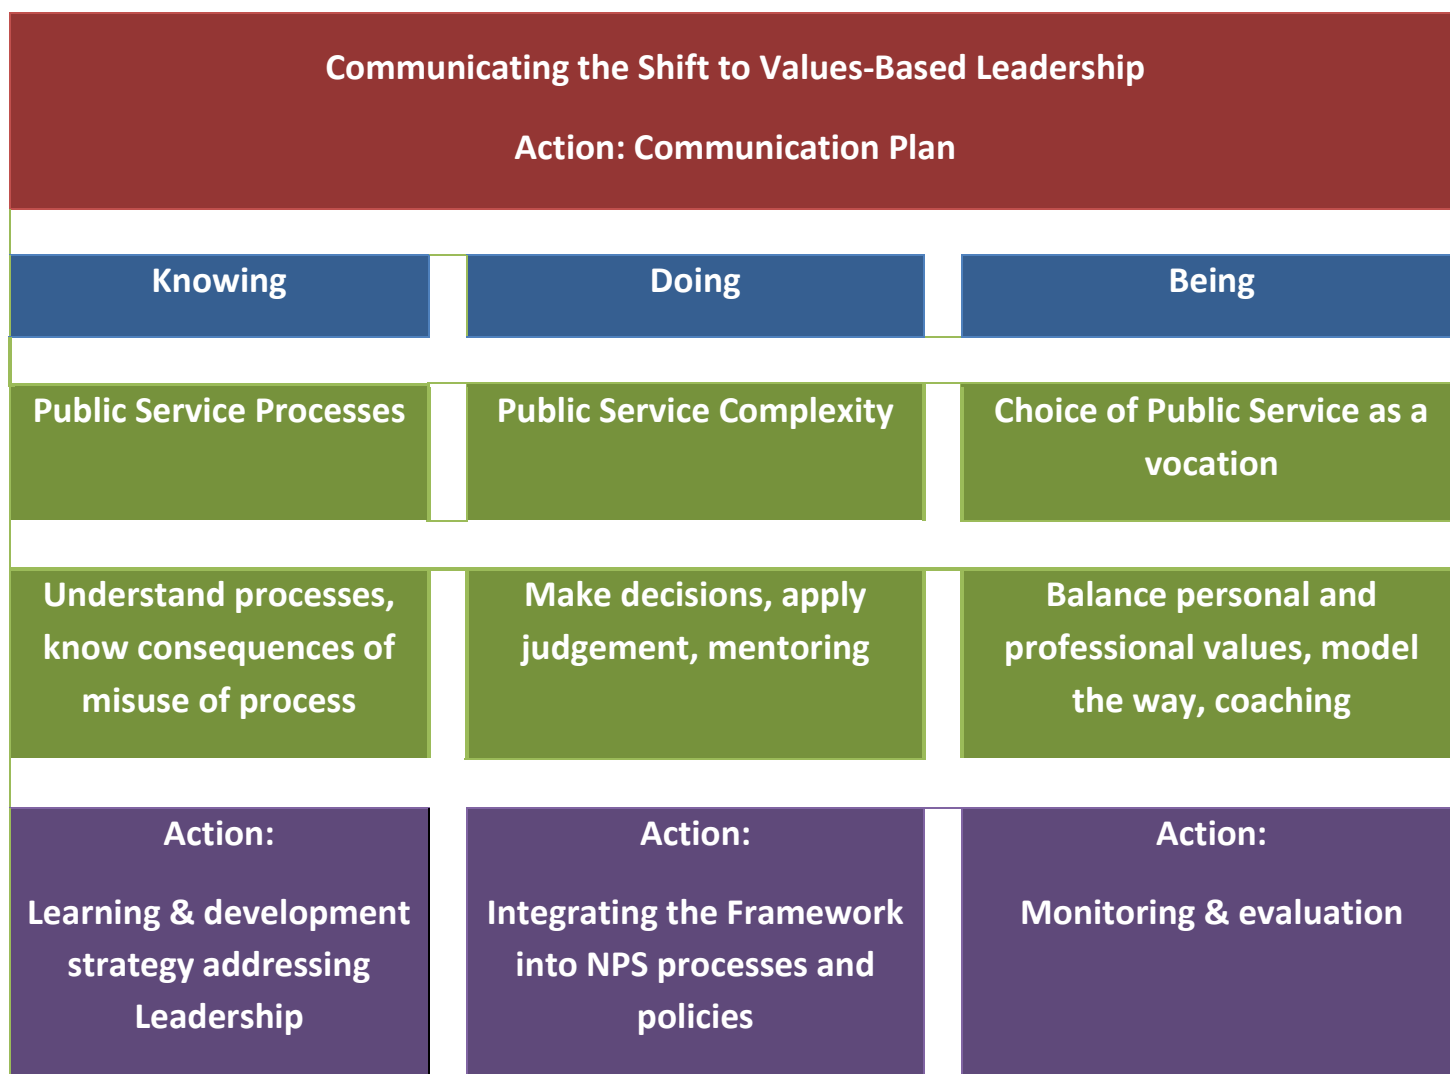 Communicating the Shift to Values-Based Leadership
Action: Communication Plan
Knowing
Doing
Being
Public Service Processes
Public Service Complexity
Choice of Public Service as a
vocation
Understand processes,
know consequences of
misuse of process
Make decisions, apply
judgement, mentoring
Balance personal and
professional values, model
the way, coaching
Action:
Learning & development
strategy addressing
Leadership
Action:
Integrating the Framework
into NPS processes and
policies
Action:
Monitoring & evaluation